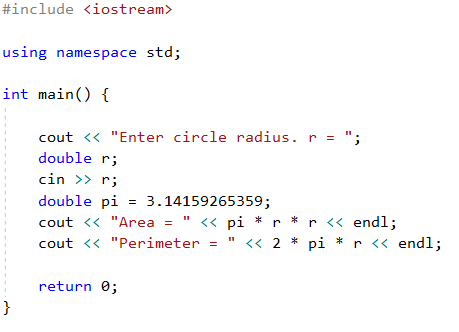 #include <iostream>
using namespace std;
int main() {
cout << "Enter circle radius. r = ";
double r;
cin >> r;
double pi = 3.14159265359;
cout << "Area = " << pi * r * r << endl;
cout << "Perimeter = " << 2 * pi * r << endl;
return 0;
}